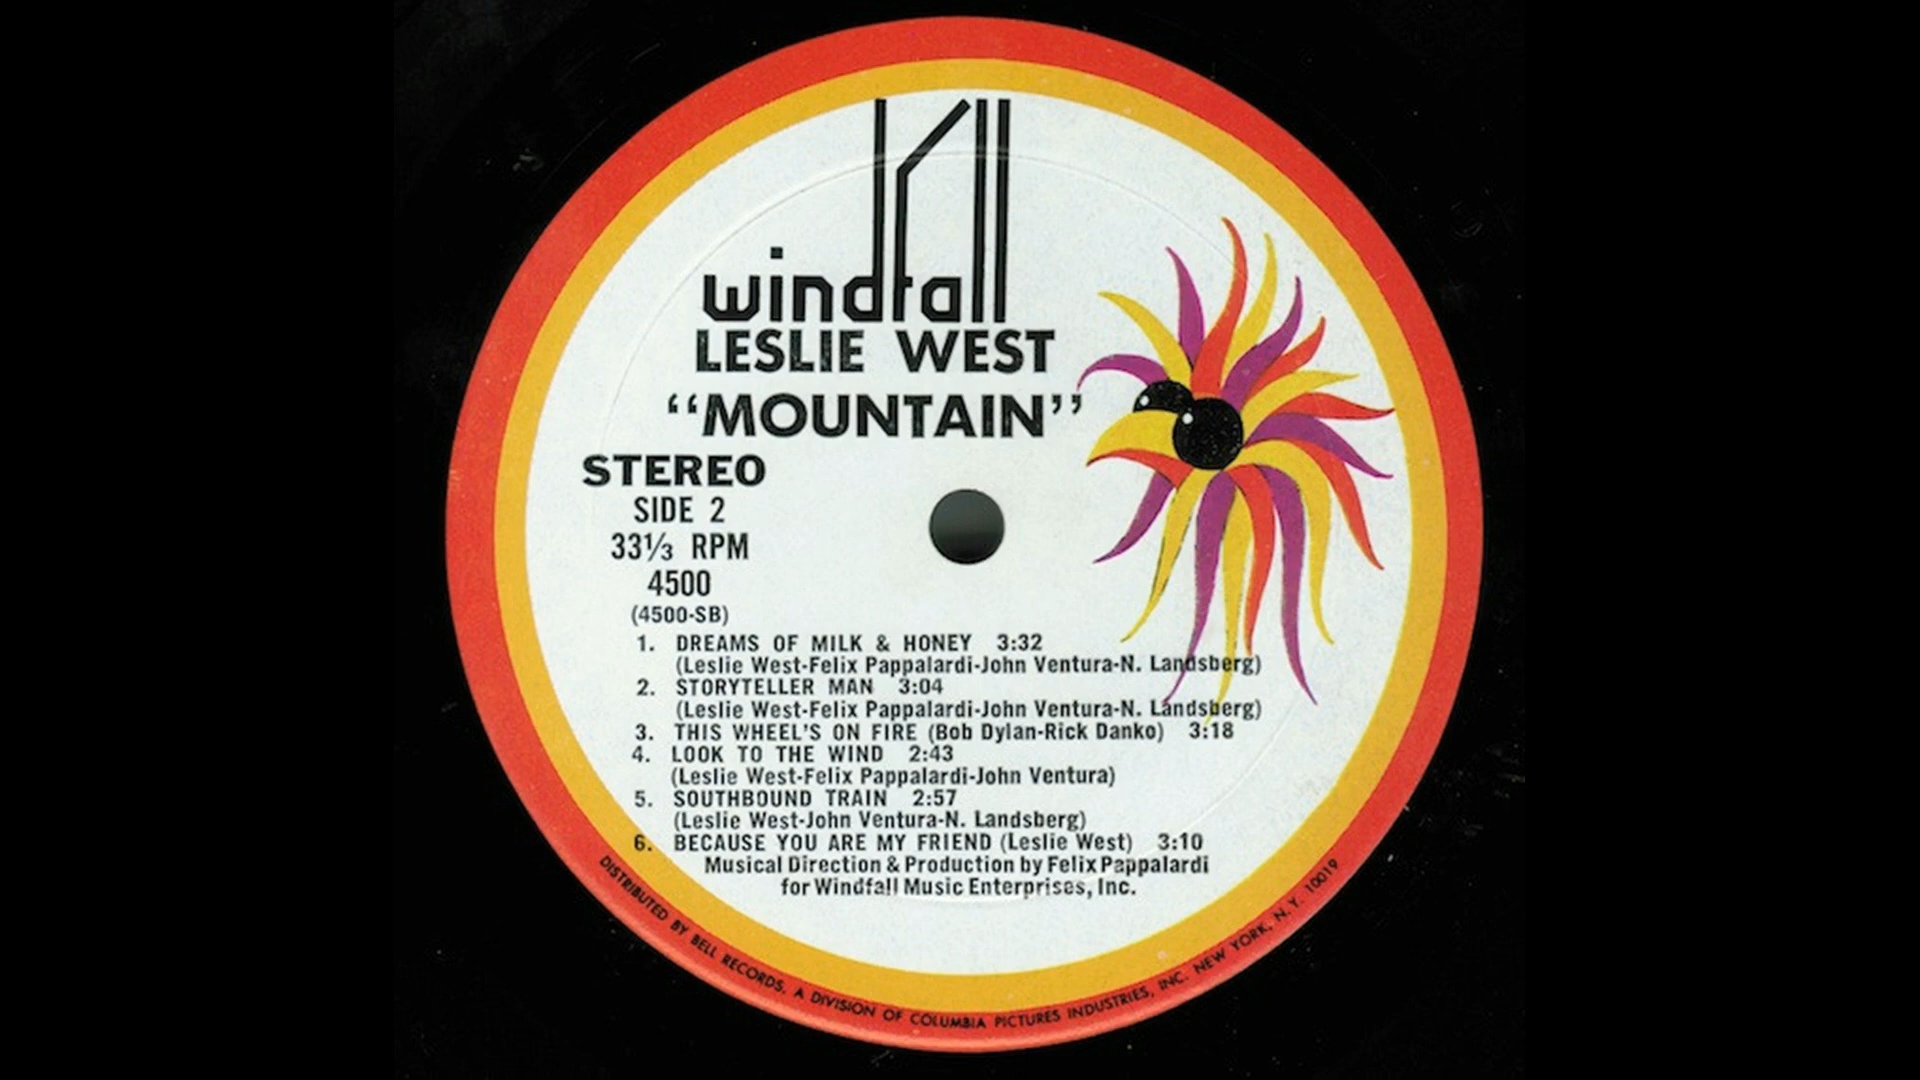 windfall
LESLIE WEST
“MOUNTAIN”
STEREO
SIDE 2
33⅓ RPM
4500
(4500-SB)
1. DREAMS OF MILK & HONEY 3:32
(Leslie West-Felix Pappalardi-John Ventura-N. Landsberg)
2. STORYTELLER MAN 3:04
(Leslie West-Felix Pappalardi-John Ventura-N. Landsberg)
3. THIS WHEEL'S ON FIRE (Bob Dylan-Rick Danko) 3:18
4. LOOK TO THE WIND 2:43
(Leslie West-Felix Pappalardi-John Ventura)
5. SOUTHBOUND TRAIN 2:57
(Leslie West-John Ventura-N. Landsberg)
6. BECAUSE YOU ARE MY FRIEND (Leslie West) 3:10
Musical Direction & Production by Felix Pappalardi
for Windfall Music Enterprises, Inc.
DISTRIBUTED BY BELL RECORDS, A DIVISION OF COLUMBIA PICTURES INDUSTRIES, INC. NEW YORK, N.Y. 10019